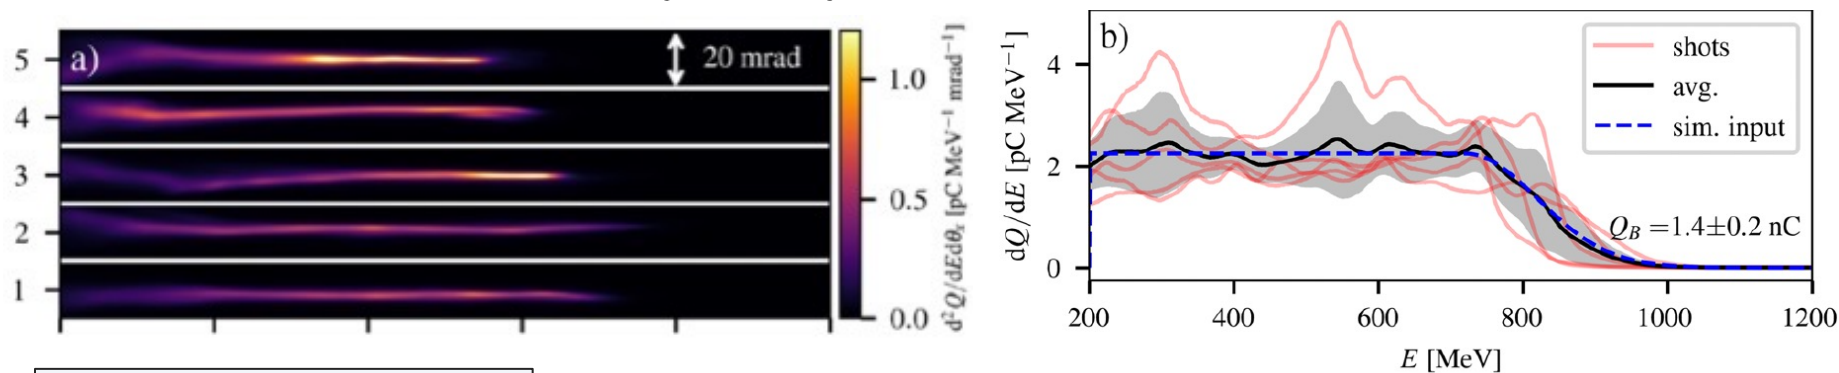 a)
5
4
3
2
1
20 mrad
1.0
0.5
0.0
d²Q/dEdθₓ [pC MeV⁻¹ mrad⁻¹]
b)
dQ/dE [pC MeV⁻¹]
4
2
0
shots
avg.
sim. input
Q_B =1.4±0.2 nC
200 400 600 800 1000 1200
E [MeV]